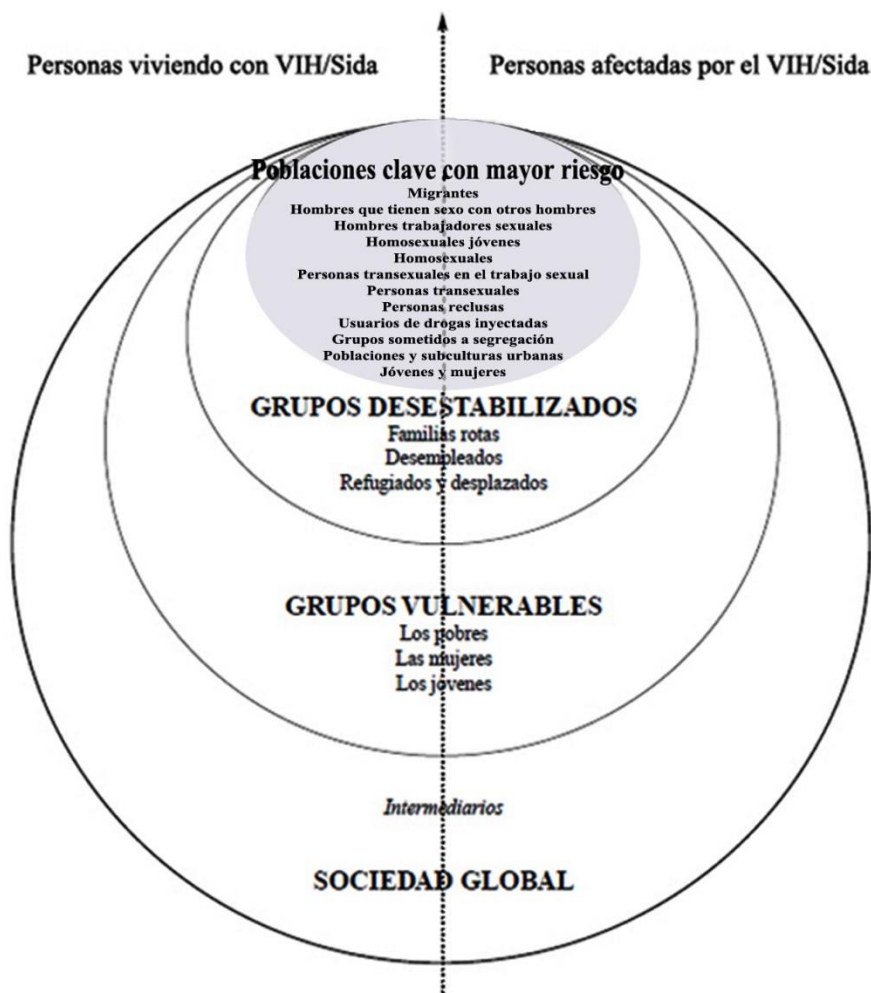 Personas viviendo con VIH/Sida
Personas afectadas por el VIH/Sida
Poblaciones clave con mayor riesgo
Migrantes
Hombres que tienen sexo con otros hombres
Hombres trabajadores sexuales
Homosexuales jóvenes
Homosexuales
Personas transexuales en el trabajo sexual
Personas transexuales
Personas reclusas
Usuarios de drogas inyectadas
Grupos sometidos a segregación
Poblaciones y subculturas urbanas
Jóvenes y mujeres
GRUPOS DESESTABILIZADOS
Familias rotas
Desempleados
Refugiados y desplazados
GRUPOS VULNERABLES
Los pobres
Las mujeres
Los jóvenes
Intermediarios
SOCIEDAD GLOBAL